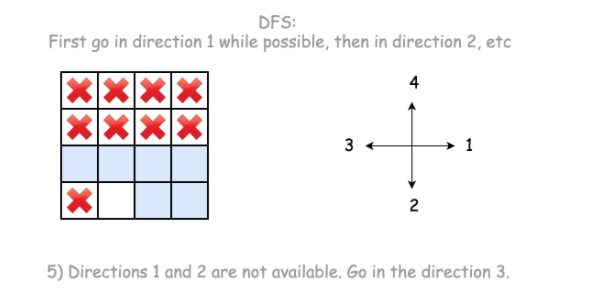 DFS:
First go in direction 1 while possible, then in direction 2, etc
4
3
1
2
5) Directions 1 and 2 are not available. Go in the direction 3.